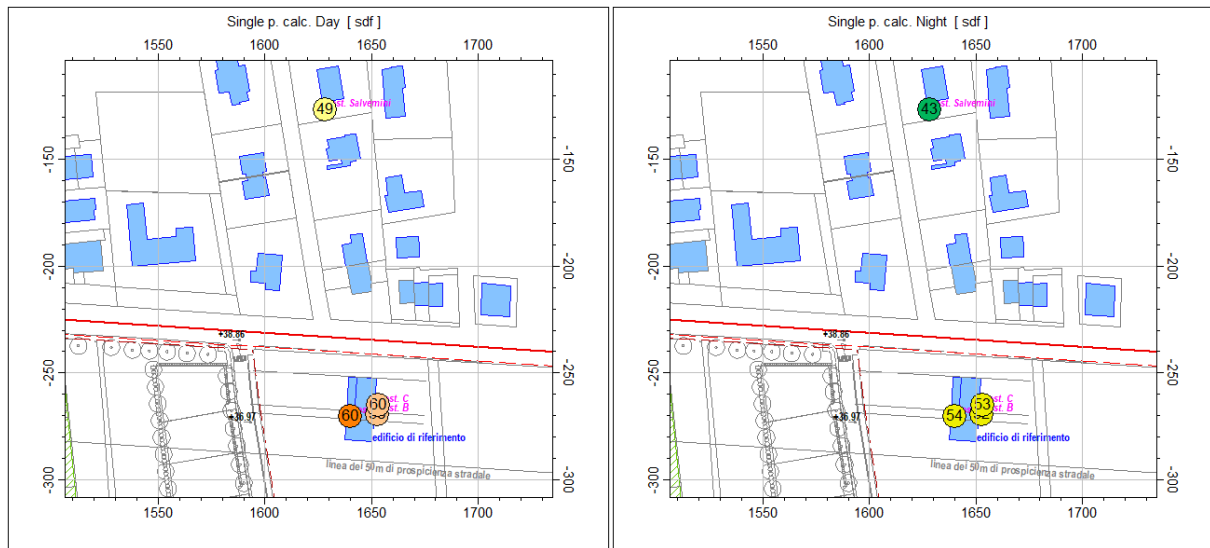 Single p. calc. Day [ sdf ]
1550 1600 1650 1700
-150
-200
-250
-300
49
st. Salvemini
+38.86
60
60
st. C
st. B
+36.97
edificio di riferimento
linea dei 50m di prospicienza stradale
-150
-200
-250
-300
1550 1600 1650 1700
Single p. calc. Night [ sdf ]
1550 1600 1650 1700
-150
-200
-250
-300
43
st. Salvemini
+38.86
54
53
st. C
st. B
+36.97
edificio di riferimento
linea dei 50m di prospicienza stradale
-150
-200
-250
-300
1550 1600 1650 1700